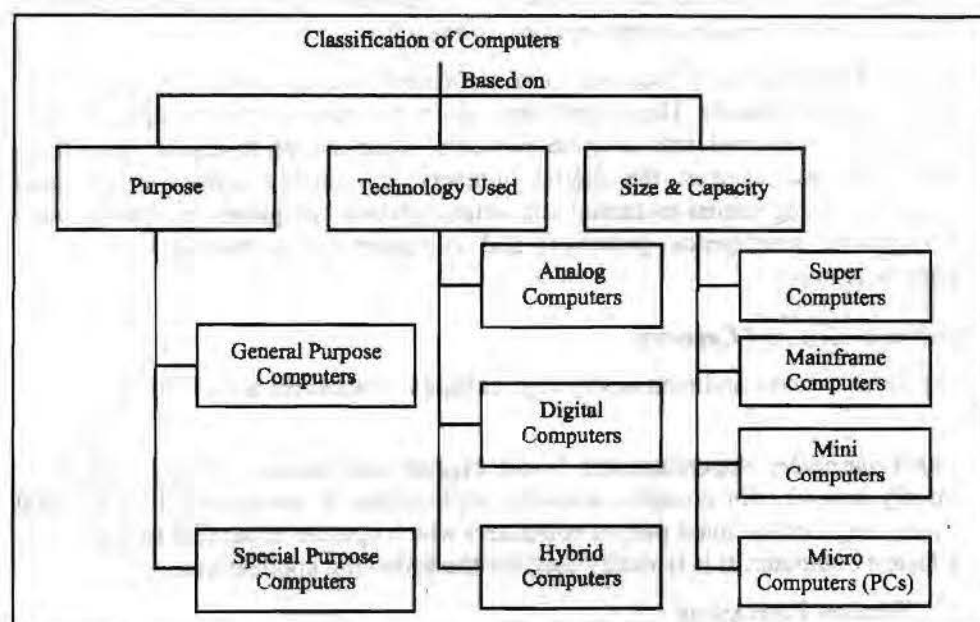 Classification of Computers
Based on
Purpose
Technology Used
Size & Capacity
General Purpose
Computers
Special Purpose
Computers
Analog
Computers
Digital
Computers
Hybrid
Computers
Super
Computers
Mainframe
Computers
Mini
Computers
Micro
Computers (PCs)